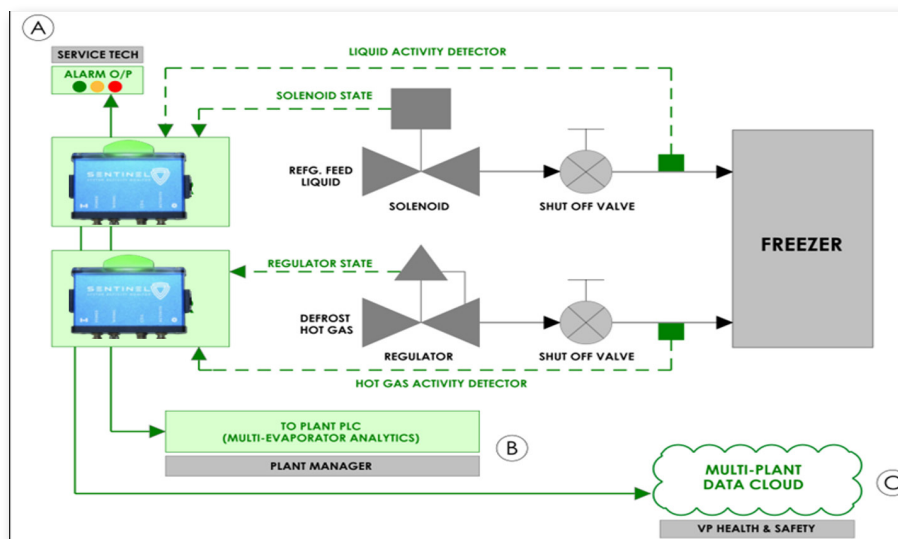 A
SERVICE TECH
ALARM O/P
LIQUID ACTIVITY DETECTOR
SOLENOID STATE
SENTINEL
REFG. FEED
LIQUID
SOLENOID
SHUT OFF VALVE
FREEZER
REGULATOR STATE
SENTINEL
DEFROST
HOT GAS
REGULATOR
SHUT OFF VALVE
HOT GAS ACTIVITY DETECTOR
TO PLANT PLC
(MULTI-EVAPORATOR ANALYTICS)
B
PLANT MANAGER
MULTI-PLANT
DATA CLOUD
C
VP HEALTH & SAFETY